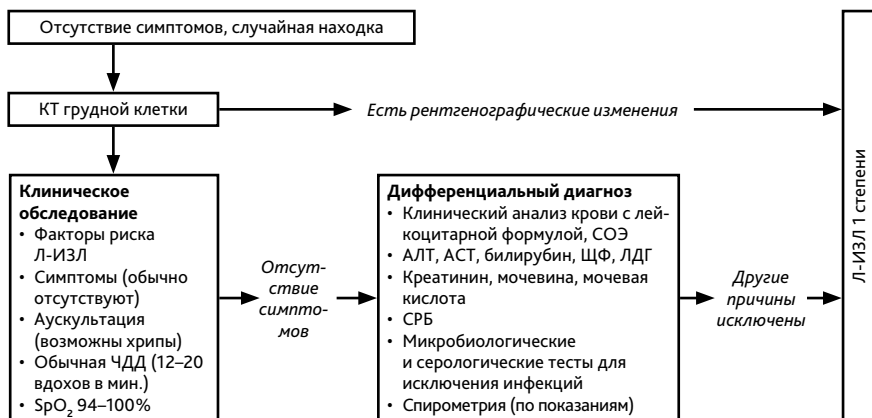 Отсутствие симптомов, случайная находка
КТ грудной клетки
Есть рентгенографические изменения
Клиническое
обследование
• Факторы риска
Л-ИЗЛ
• Симптомы (обычно
отсутствуют)
• Аускультация
(возможны хрипы)
• Обычная ЧДД (12–20
вдохов в мин.)
• SpO₂ 94–100%
Отсут-
ствие
симпто-
мов
Дифференциальный диагноз
• Клинический анализ крови с лей-
коцитарной формулой, СОЭ
• АЛТ, АСТ, билирубин, ЩФ, ЛДГ
• Креатинин, мочевина, мочевая
кислота
• СРБ
• Микробиологические
и серологические тесты для
исключения инфекций
• Спирометрия (по показаниям)
Другие
причины
исключены
Л-ИЗЛ 1 степени